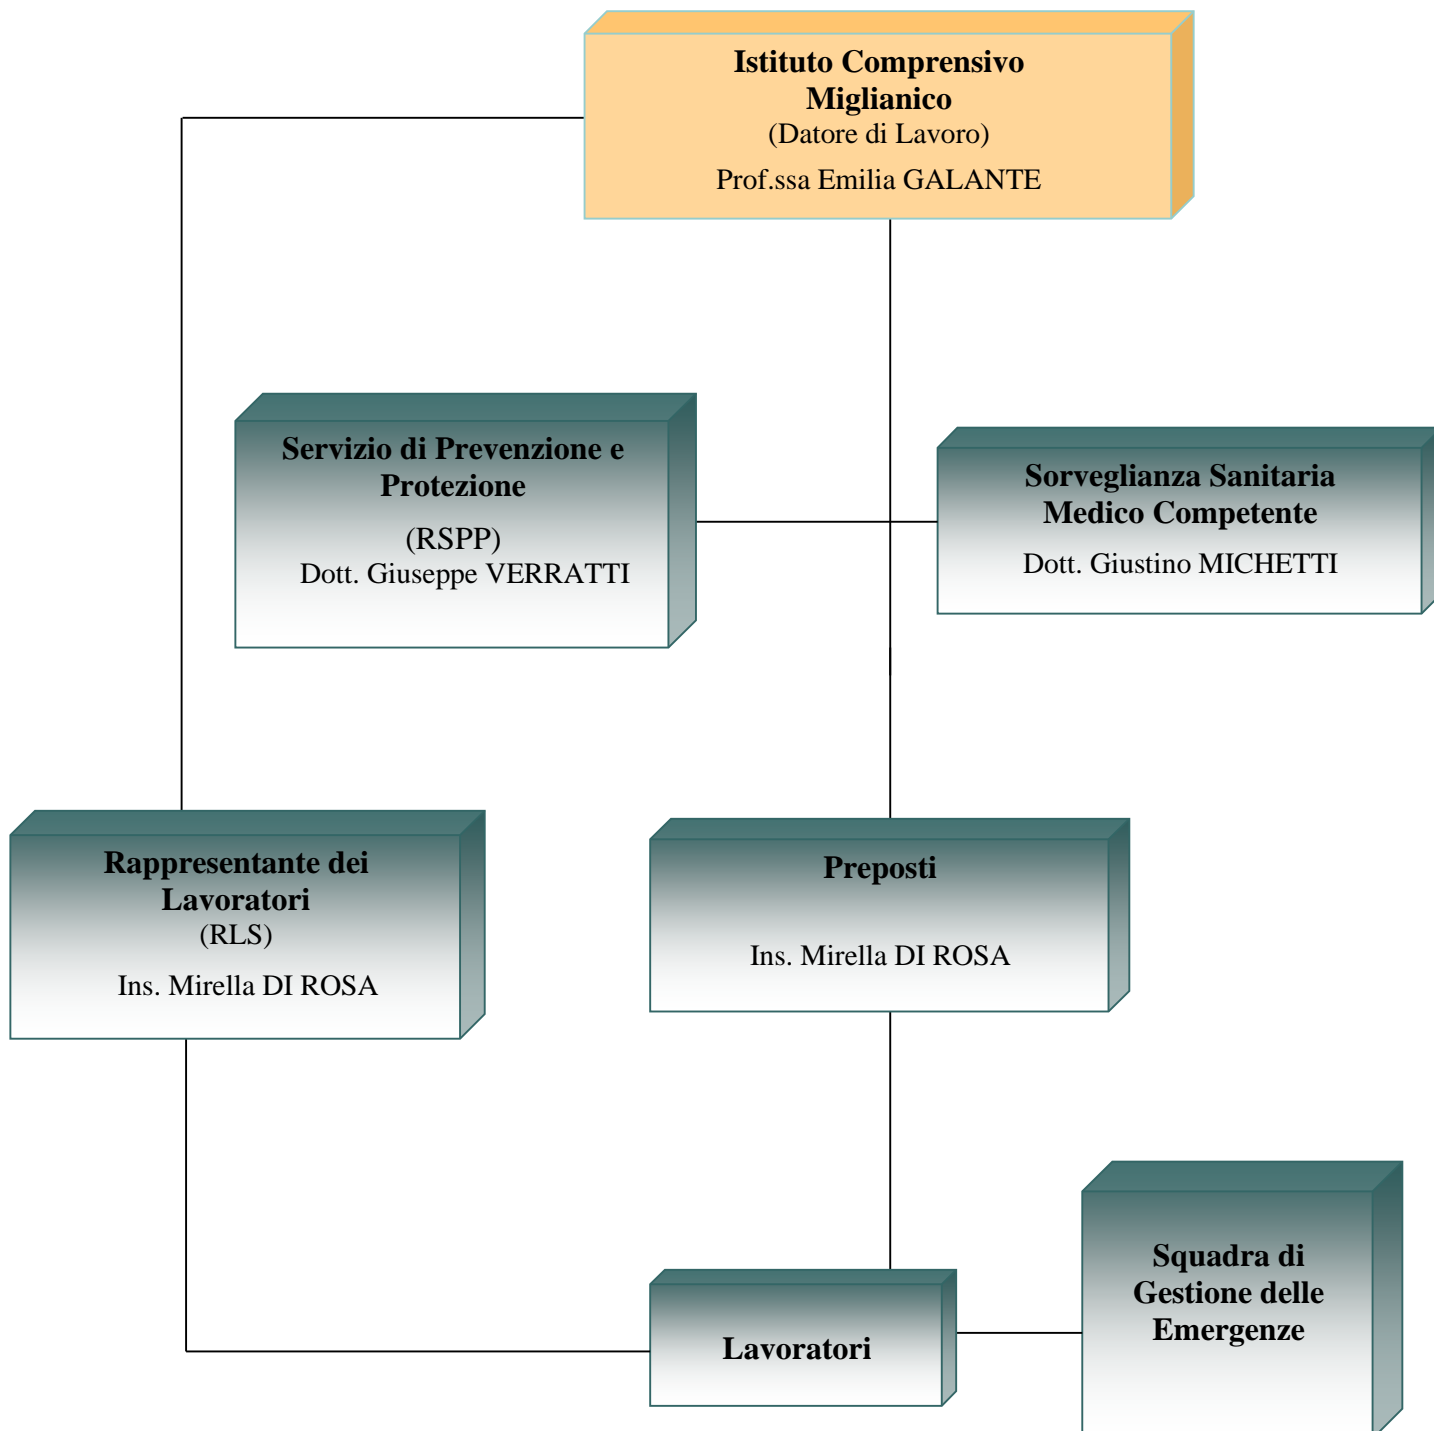 Istituto Comprensivo
Miglianico
(Datore di Lavoro)
Prof.ssa Emilia GALANTE
Servizio di Prevenzione e
Protezione
(RSPP)
Dott. Giuseppe VERRATTI
Sorveglianza Sanitaria
Medico Competente
Dott. Giustino MICHETTI
Rappresentante dei
Lavoratori
(RLS)
Ins. Mirella DI ROSA
Preposti
Ins. Mirella DI ROSA
Squadra di
Gestione delle
Emergenze
Lavoratori